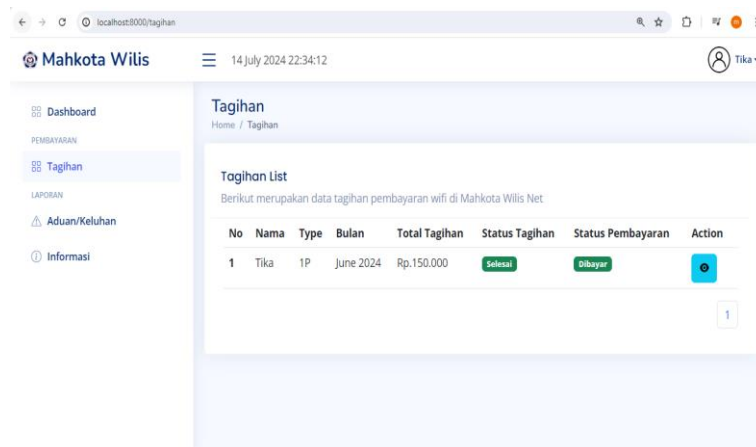 localhost:8000/tagihan
Mahkota Wilis
14 July 2024 22:34:12
Tika
Dashboard
PEMBAYARAN
Tagihan
LAPORAN
Aduan/Keluhan
Informasi
Tagihan
Home / Tagihan
Tagihan List
Berikut merupakan data tagihan pembayaran wifi di Mahkota Wilis Net
No Nama Type Bulan Total Tagihan Status Tagihan Status Pembayaran Action
1 Tika 1P June 2024 Rp.150.000 Selesai Dibayar
1